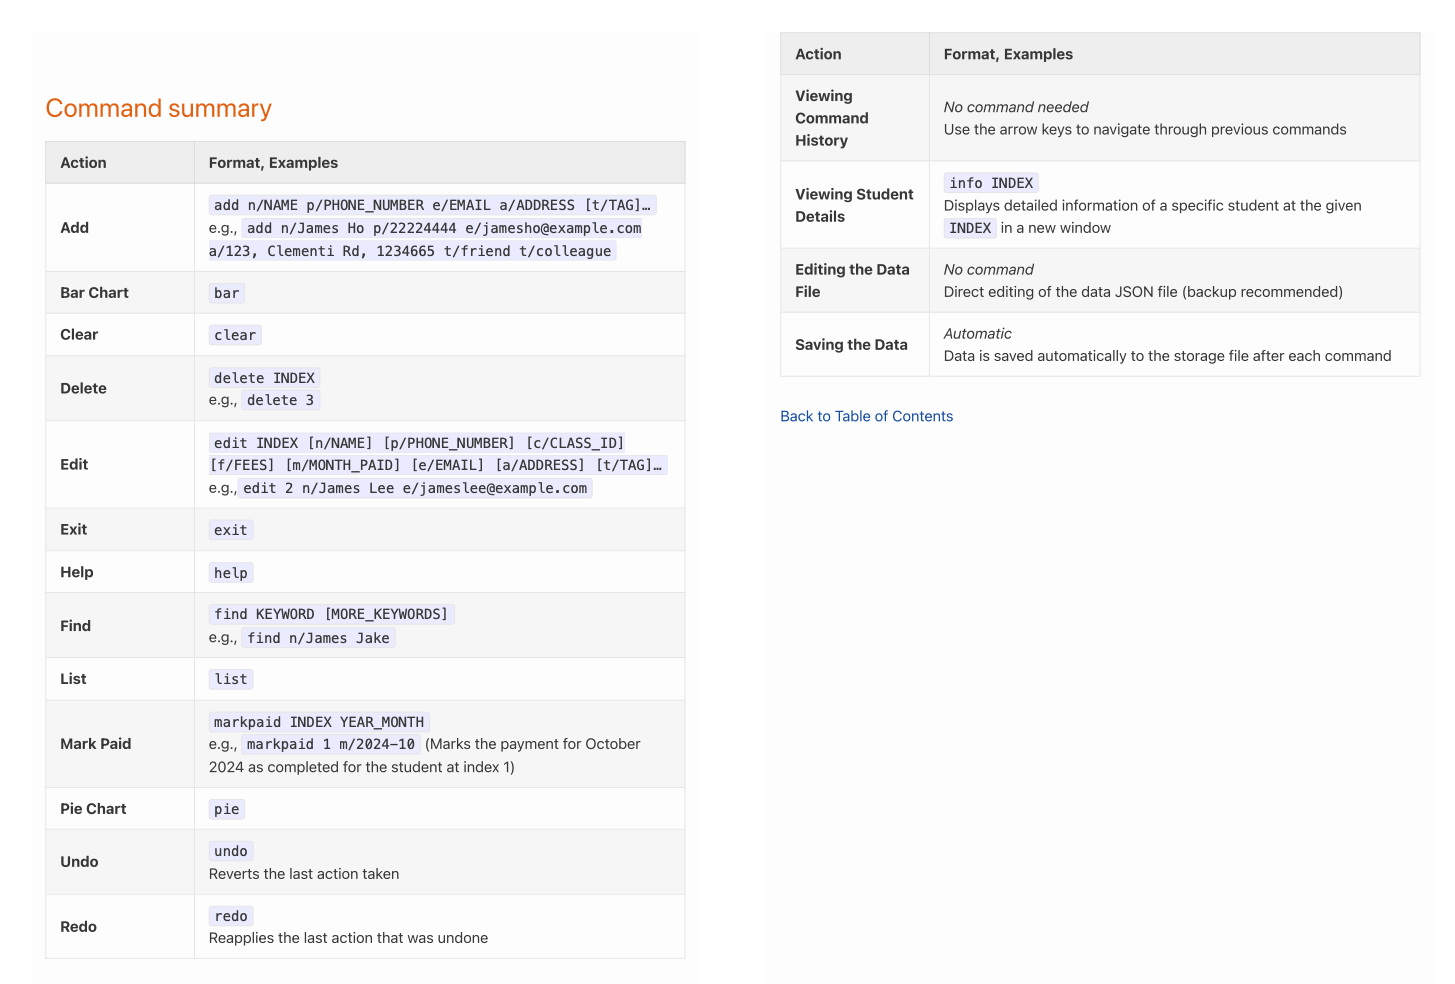 Command summary
Action Format, Examples
Add
add n/NAME p/PHONE_NUMBER e/EMAIL a/ADDRESS [t/TAG]…
e.g., add n/James Ho p/22224444 e/jamesho@example.com
a/123, Clementi Rd, 1234665 t/friend t/colleague
Bar Chart bar
Clear clear
Delete
delete INDEX
e.g., delete 3
Edit
edit INDEX [n/NAME] [p/PHONE_NUMBER] [c/CLASS_ID]
[f/FEES] [m/MONTH_PAID] [e/EMAIL] [a/ADDRESS] [t/TAG]…
e.g., edit 2 n/James Lee e/jameslee@example.com
Exit exit
Help help
Find
find KEYWORD [MORE_KEYWORDS]
e.g., find n/James Jake
List list
Mark Paid
markpaid INDEX YEAR_MONTH
e.g., markpaid 1 m/2024-10 (Marks the payment for October
2024 as completed for the student at index 1)
Pie Chart pie
Undo
undo
Reverts the last action taken
Redo
redo
Reapplies the last action that was undone
Action Format, Examples
Viewing
Command
History
No command needed
Use the arrow keys to navigate through previous commands
Viewing Student
Details
info INDEX
Displays detailed information of a specific student at the given
INDEX in a new window
Editing the Data
File
No command
Direct editing of the data JSON file (backup recommended)
Saving the Data
Automatic
Data is saved automatically to the storage file after each command
Back to Table of Contents